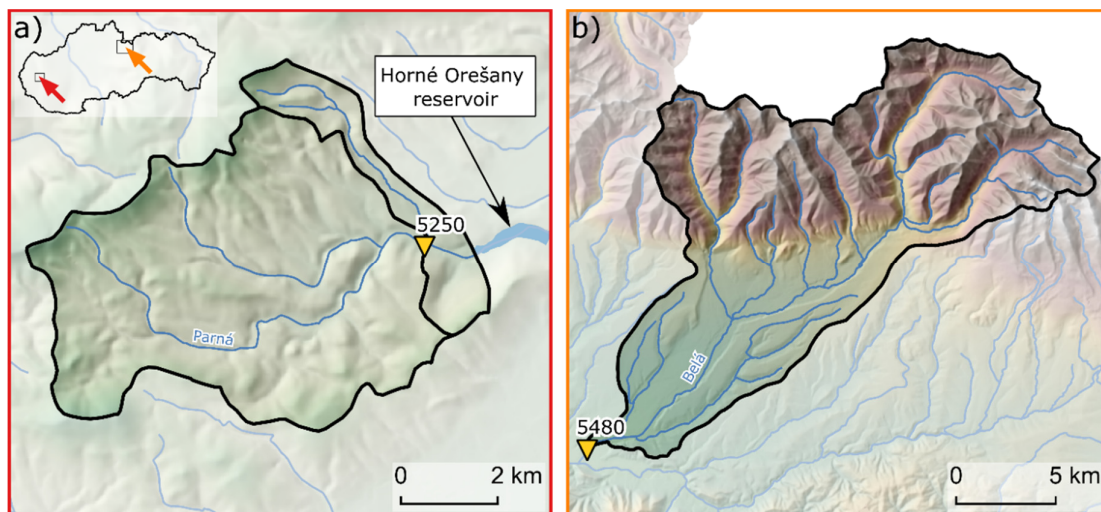 a)
Horné Orešany
reservoir
5250
Parná
0 2 km
b)
Belá
5480
0 5 km